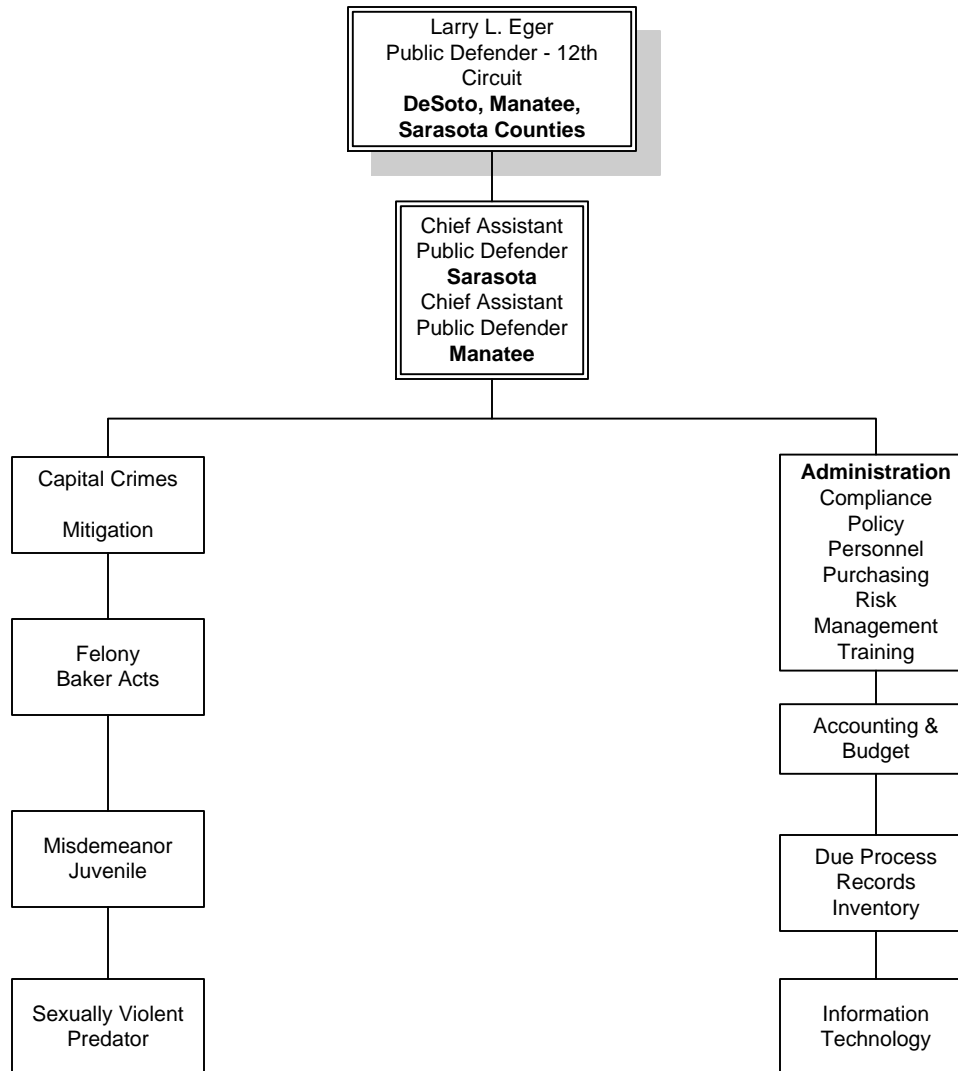 Larry L. Eger
Public Defender - 12th
Circuit
DeSoto, Manatee,
Sarasota Counties
Chief Assistant
Public Defender
Sarasota
Chief Assistant
Public Defender
Manatee
Capital Crimes
Mitigation
Felony
Baker Acts
Misdemeanor
Juvenile
Sexually Violent
Predator
Administration
Compliance
Policy
Personnel
Purchasing
Risk
Management
Training
Accounting &
Budget
Due Process
Records
Inventory
Information
Technology